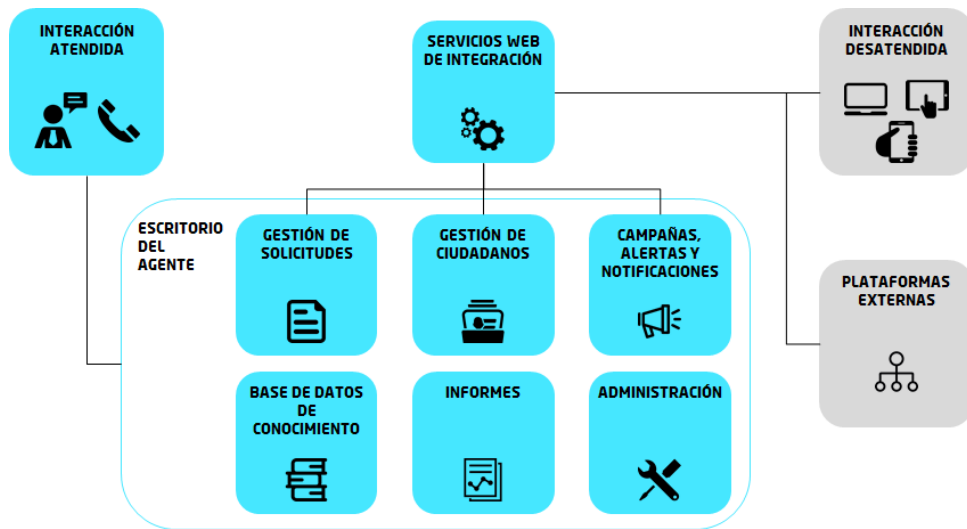 INTERACCIÓN
ATENDIDA
SERVICIOS WEB
DE INTEGRACIÓN
INTERACCIÓN
DESATENDIDA
ESCRITORIO
DEL
AGENTE
GESTIÓN DE
SOLICITUDES
GESTIÓN DE
CIUDADANOS
CAMPAÑAS,
ALERTAS Y
NOTIFICACIONES
PLATAFORMAS
EXTERNAS
BASE DE DATOS
DE
CONOCIMIENTO
INFORMES
ADMINISTRACIÓN